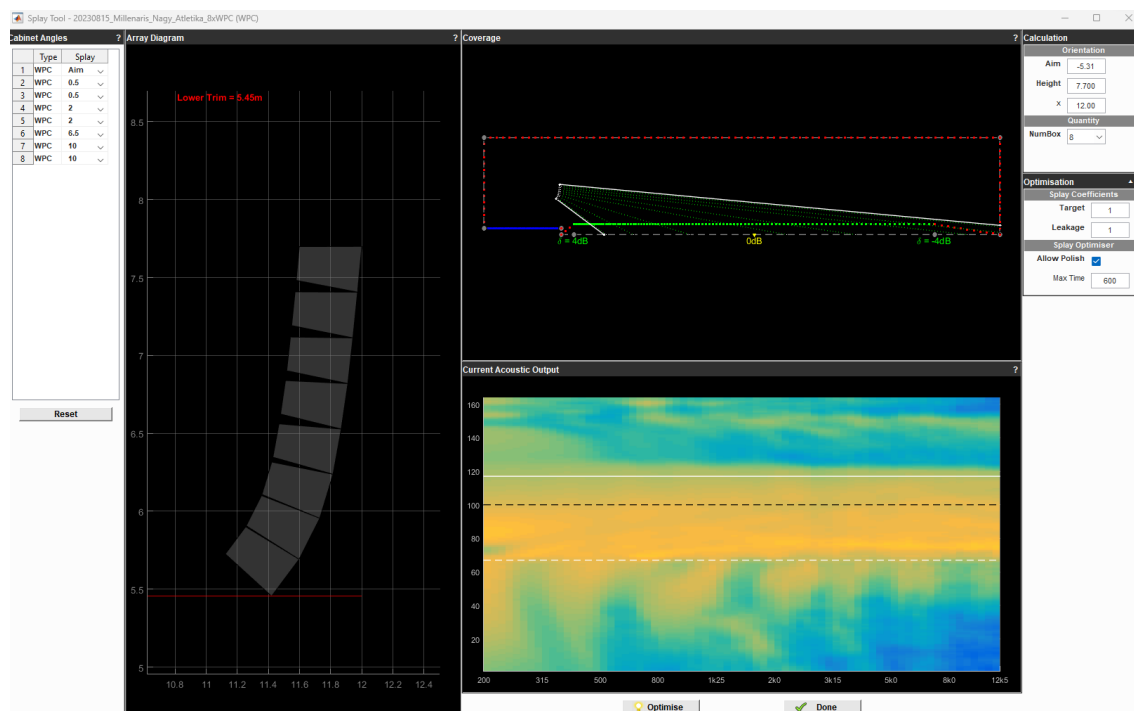 Splay Tool - 20230815_Millenaris_Nagy_Atletika_8xWPC (WPC)
Cabinet Angles ?
Type Splay
1 WPC Aim
2 WPC 0.5
3 WPC 0.5
4 WPC 2
5 WPC 2
6 WPC 6.5
7 WPC 10
8 WPC 10
Reset
Array Diagram ?
Lower Trim = 5.45m
8.5
8
7.5
7
6.5
6
5.5
5
10.8 11 11.2 11.4 11.6 11.8 12 12.2 12.4
Coverage ?
δ = 4dB 0dB δ = -4dB
Current Acoustic Output ?
160
140
120
100
80
60
40
20
200 315 500 800 1k25 2k0 3k15 5k0 8k0 12k5
Optimise Done
Calculation
Orientation
Aim -5.31
Height 7.700
x 12.00
Quantity
NumBox 8
Optimisation
Splay Coefficients
Target 1
Leakage 1
Splay Optimiser
Allow Polish
Max Time 600